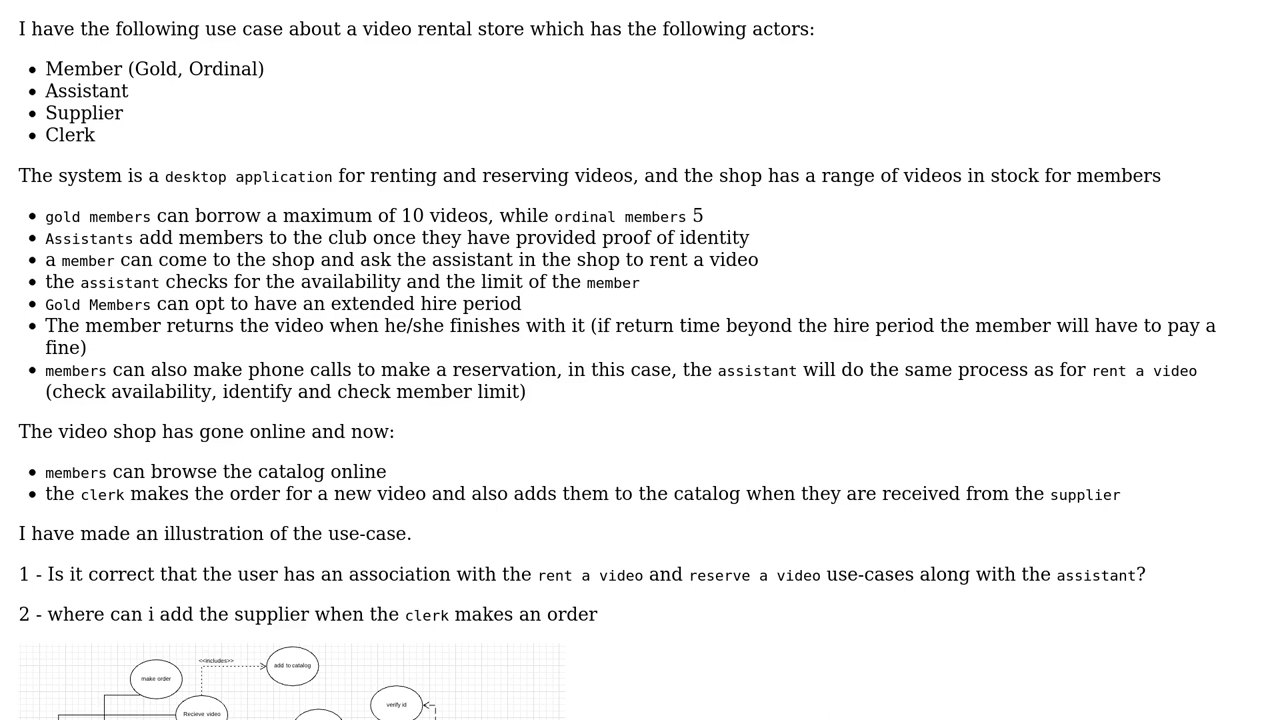 I have the following use case about a video rental store which has the following actors:
Member (Gold, Ordinal)
Assistant
Supplier
Clerk
The system is a desktop application for renting and reserving videos, and the shop has a range of videos in stock for members
gold members can borrow a maximum of 10 videos, while ordinal members 5
Assistants add members to the club once they have provided proof of identity
a member can come to the shop and ask the assistant in the shop to rent a video
the assistant checks for the availability and the limit of the member
Gold Members can opt to have an extended hire period
The member returns the video when he/she finishes with it (if return time beyond the hire period the member will have to pay a
fine)
members can also make phone calls to make a reservation, in this case, the assistant will do the same process as for rent a video
(check availability, identify and check member limit)
The video shop has gone online and now:
members can browse the catalog online
the clerk makes the order for a new video and also adds them to the catalog when they are received from the supplier
I have made an illustration of the use-case.
1 - Is it correct that the user has an association with the rent a video and reserve a video use-cases along with the assistant?
2 - where can i add the supplier when the clerk makes an order
<<includes>>
add to catalog
make order
verify id
Recieve video